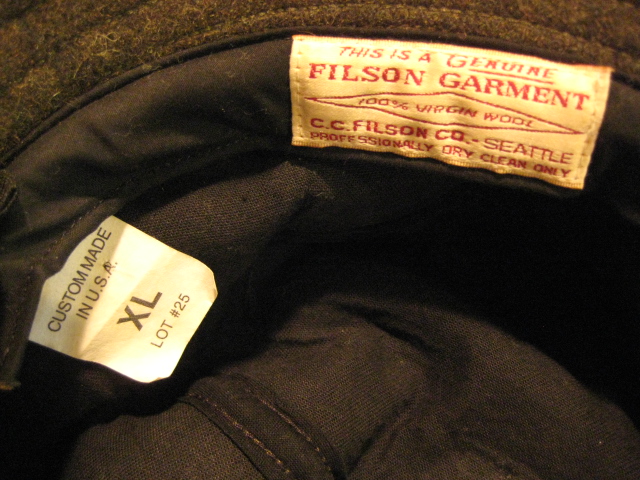 THIS IS A GENUINE
FILSON GARMENT
100% VIRGIN WOOL
C.C. FILSON CO., SEATTLE
PROFESSIONALLY DRY CLEAN ONLY
CUSTOM MADE
IN U.S.A.
XL
LOT #25